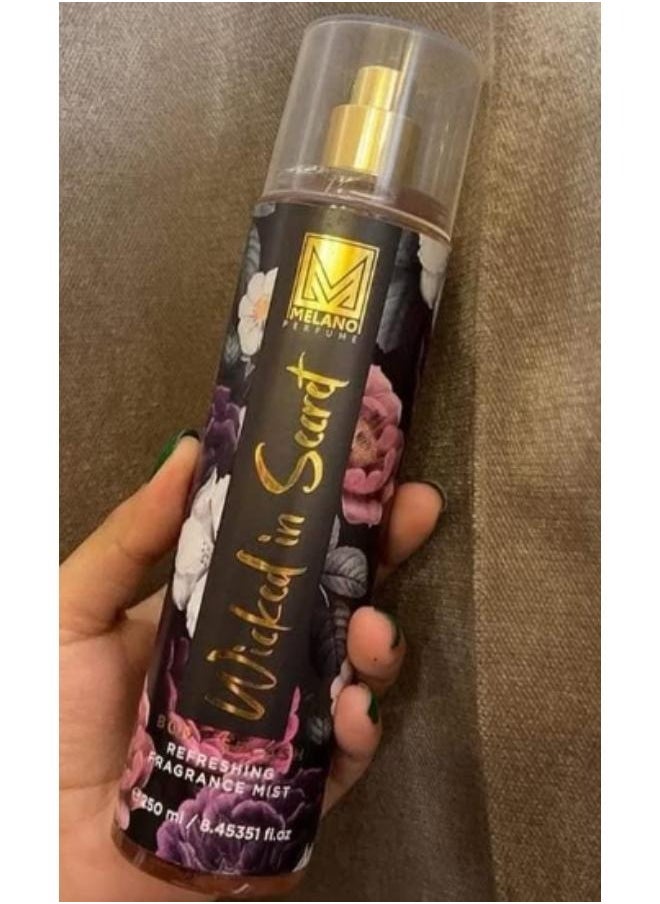 M
MELANO
PERFUME
Wicked in Secret
REFRESHING
FRAGRANCE MIST
250 ml / 8.45351 fl.oz